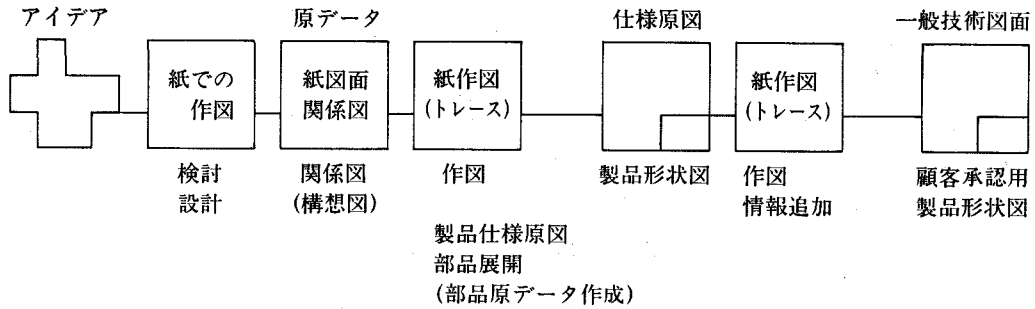 アイデア
原データ
仕様原図
一般技術図面
紙での
作図
紙図面
関係図
紙作図
(トレース)
紙作図
(トレース)
検討
設計
関係図
(構想図)
作図
製品形状図
作図
情報追加
顧客承認用
製品形状図
製品仕様原図
部品展開
(部品原データ作成)